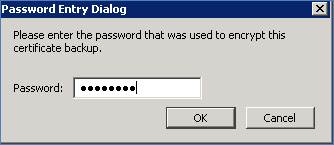 Password Entry Dialog
Please enter the password that was used to encrypt this
certificate backup.
Password: ••••••••
OK Cancel